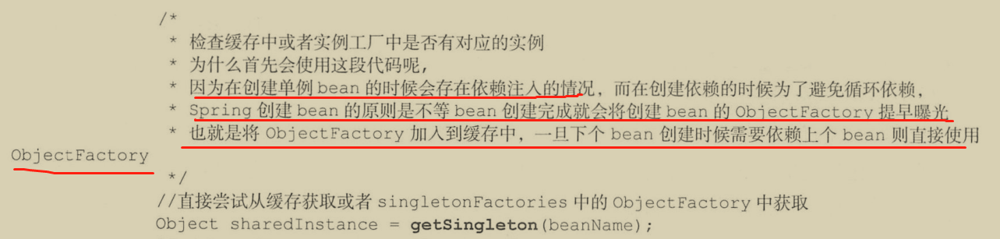 /*
* 检查缓存中或者实例工厂中是否有对应的实例
* 为什么首先会使用这段代码呢,
* 因为在创建单例 bean 的时候会存在依赖注入的情况，而在创建依赖的时候为了避免循环依赖，
* Spring 创建 bean 的原则是不等 bean 创建完成就会将创建 bean 的 ObjectFactory 提早曝光
* 也就是将 ObjectFactory 加入到缓存中，一旦下个 bean 创建时候需要依赖上个 bean 则直接使用
ObjectFactory
*/
//直接尝试从缓存获取或者 singletonFactories 中的 ObjectFactory 中获取
Object sharedInstance = getSingleton(beanName);